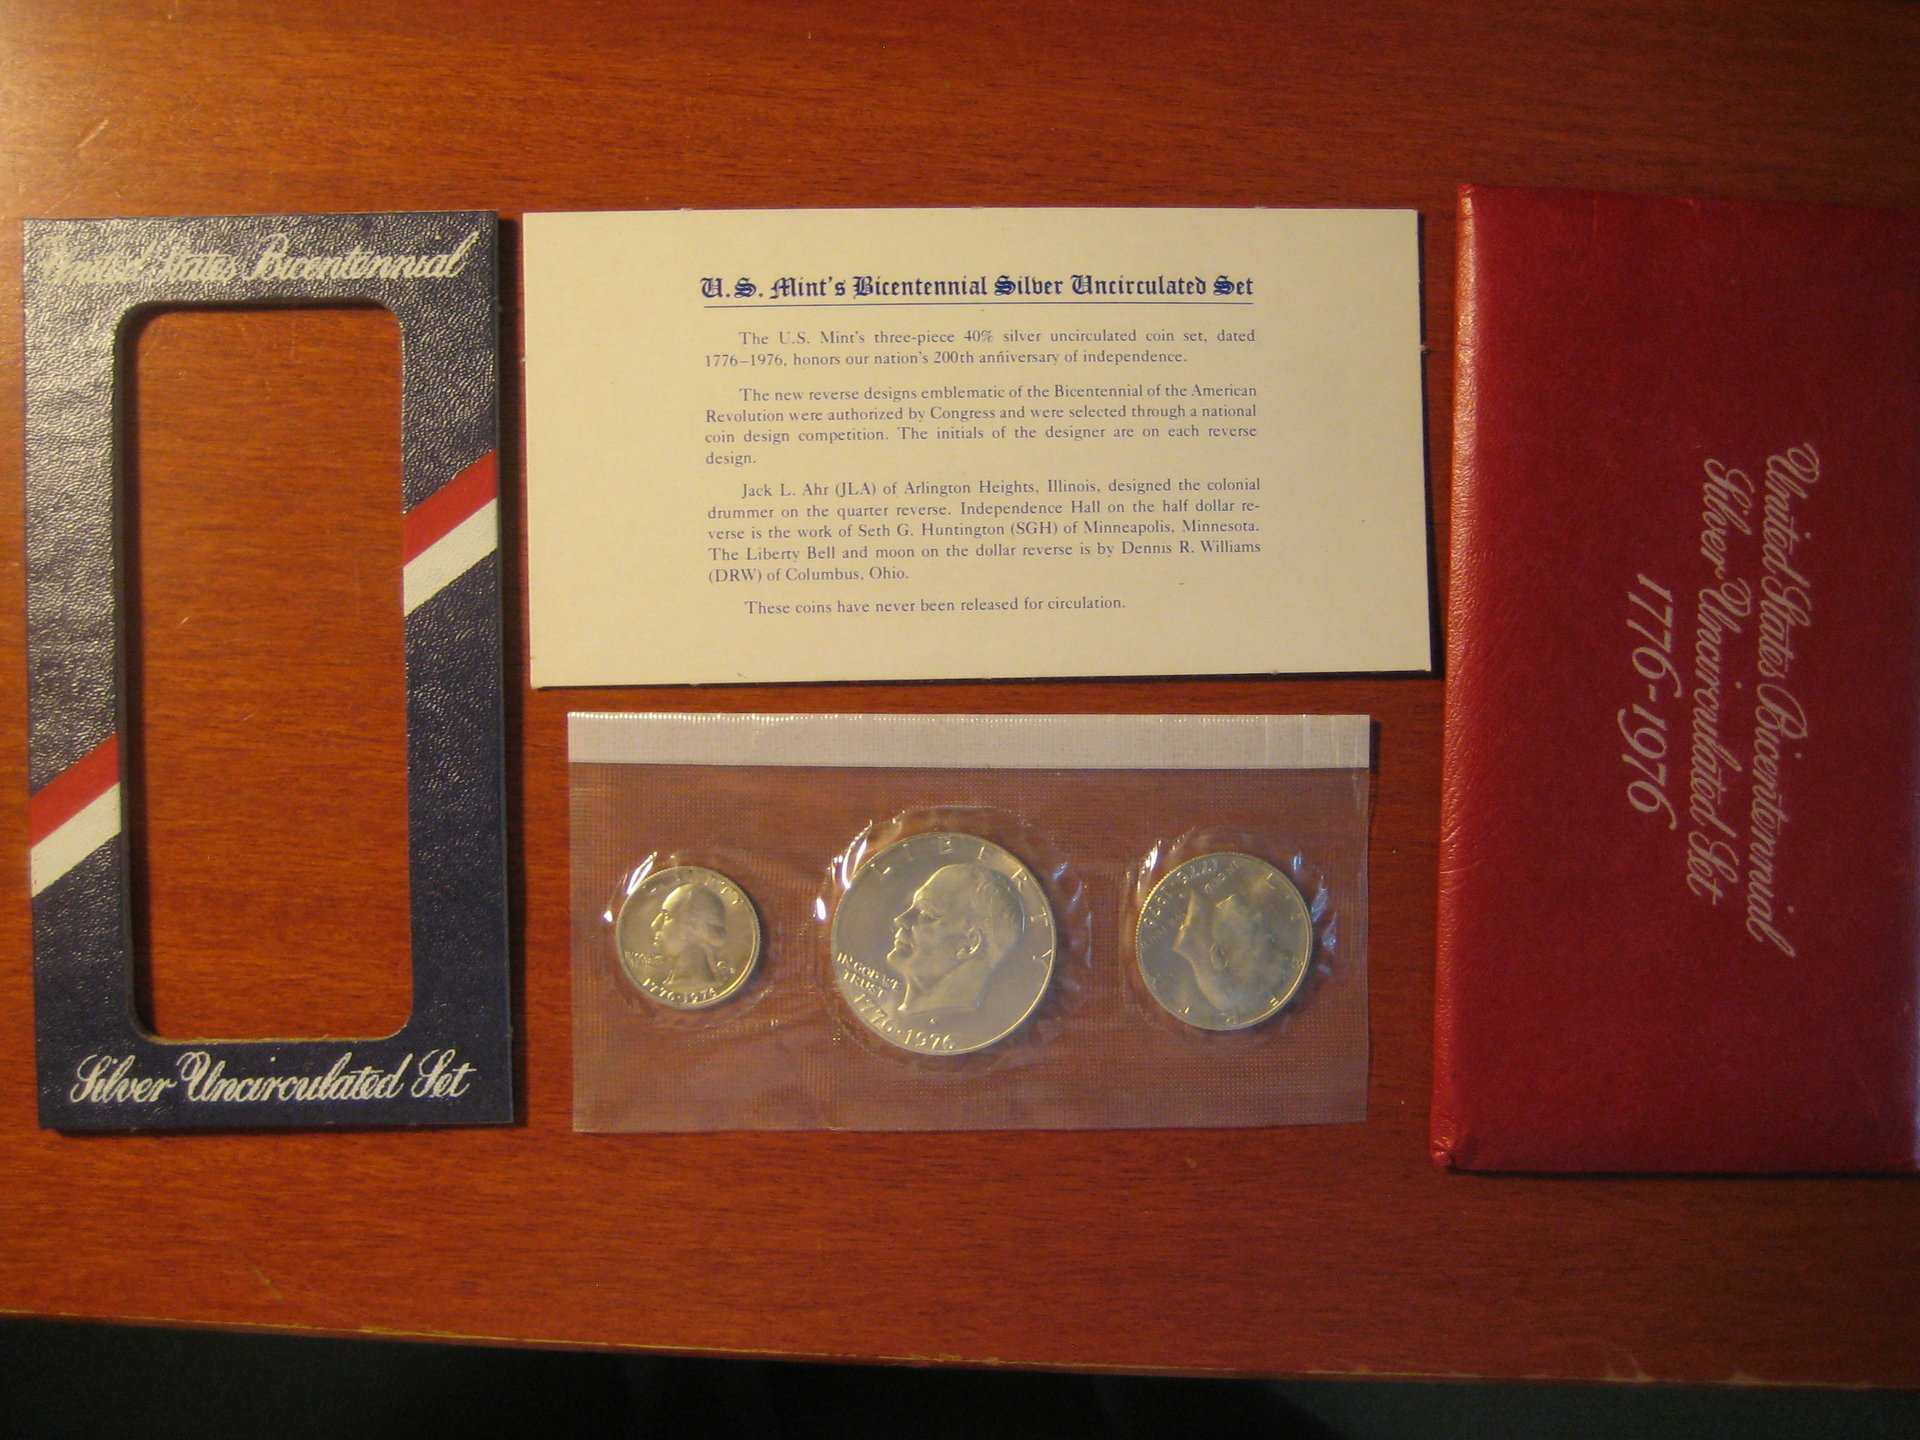 United States Bicentennial
Silver Uncirculated Set
U.S. Mint's Bicentennial Silver Uncirculated Set
The U.S. Mint's three-piece 40% silver uncirculated coin set, dated
1776–1976, honors our nation's 200th anniversary of independence.
The new reverse designs emblematic of the Bicentennial of the American
Revolution were authorized by Congress and were selected through a national
coin design competition. The initials of the designer are on each reverse
design.
Jack L. Ahr (JLA) of Arlington Heights, Illinois, designed the colonial
drummer on the quarter reverse. Independence Hall on the half dollar re-
verse is the work of Seth G. Huntington (SGH) of Minneapolis, Minnesota.
The Liberty Bell and moon on the dollar reverse is by Dennis R. Williams
(DRW) of Columbus, Ohio.
These coins have never been released for circulation.
1776·1976
LIBERTY
IN GOD WE
TRUST
1776·1976
United States Bicentennial
Silver Uncirculated Set
1776-1976